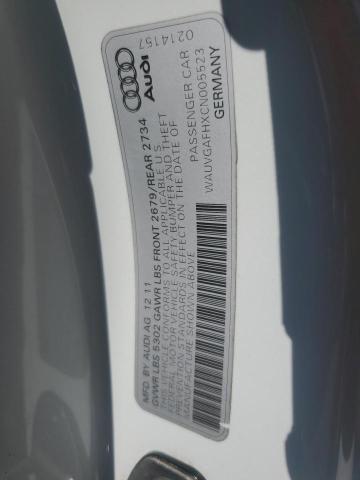 MFD. BY AUDI AG 12 11
GVWR LBS 5302 GAWR LBS FRONT 2679/REAR 2734
THIS VEHICLE CONFORMS TO ALL APPLICABLE U S
FEDERAL MOTOR VEHICLE SAFETY BUMPER AND THEFT
PREVENTION STANDARDS IN EFFECT ON THE DATE OF
MANUFACTURE SHOWN ABOVE
0214157
Audi
PASSENGER CAR
WAUVGAFHXCN005523
GERMANY